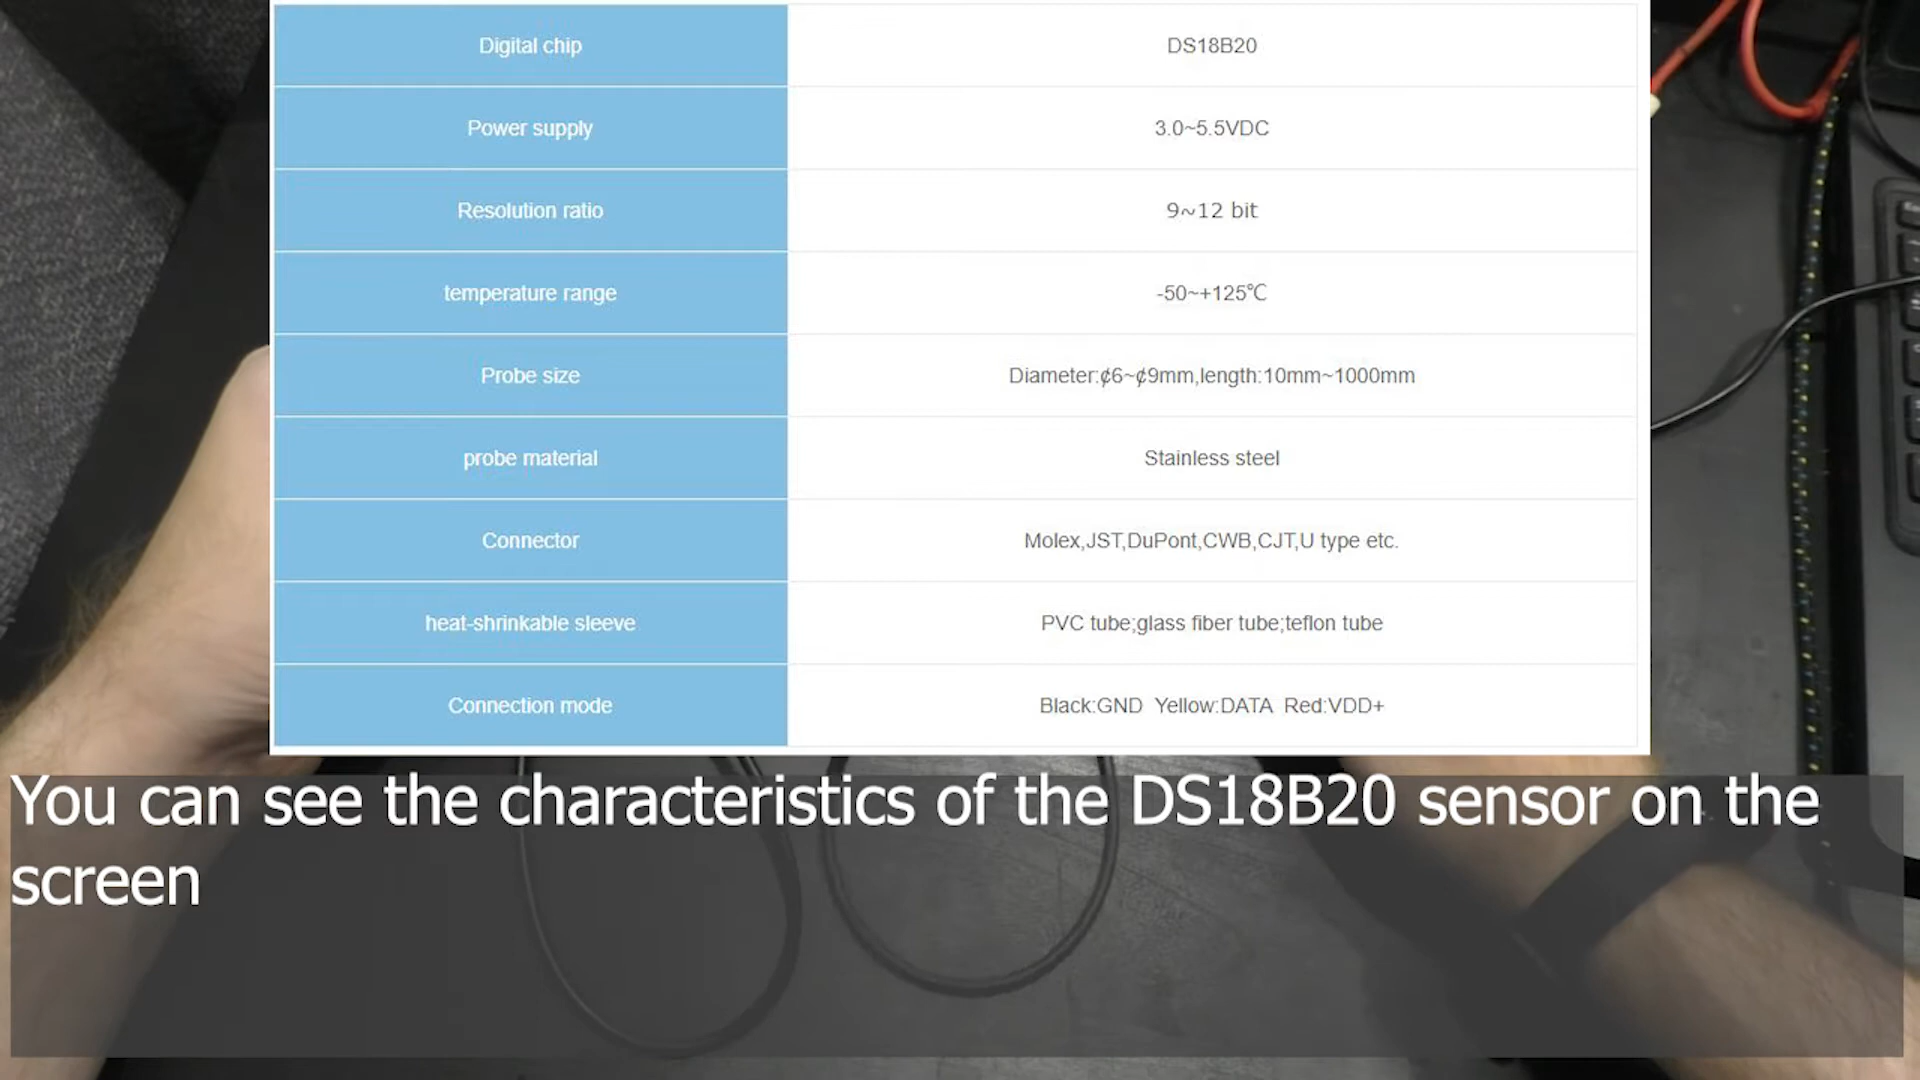 Digital chip DS18B20
Power supply 3.0~5.5VDC
Resolution ratio 9~12 bit
temperature range -50~+125℃
Probe size Diameter:¢6~¢9mm,length:10mm~1000mm
probe material Stainless steel
Connector Molex,JST,DuPont,CWB,CJT,U type etc.
heat-shrinkable sleeve PVC tube;glass fiber tube;teflon tube
Connection mode Black:GND Yellow:DATA Red:VDD+
You can see the characteristics of the DS18B20 sensor on the
screen